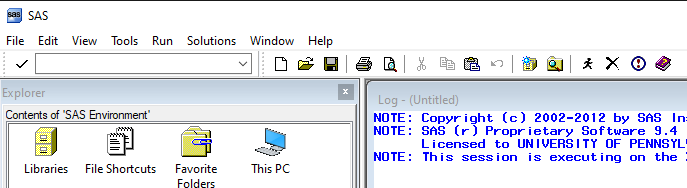 sas SAS
File Edit View Tools Run Solutions Window Help
Explorer
Contents of 'SAS Environment'
Libraries File Shortcuts Favorite Folders This PC
Log - (Untitled)
NOTE: Copyright (c) 2002-2012 by SAS
NOTE: SAS (r) Proprietary Software 9.4
Licensed to UNIVERSITY OF
NOTE: This session is executing on the